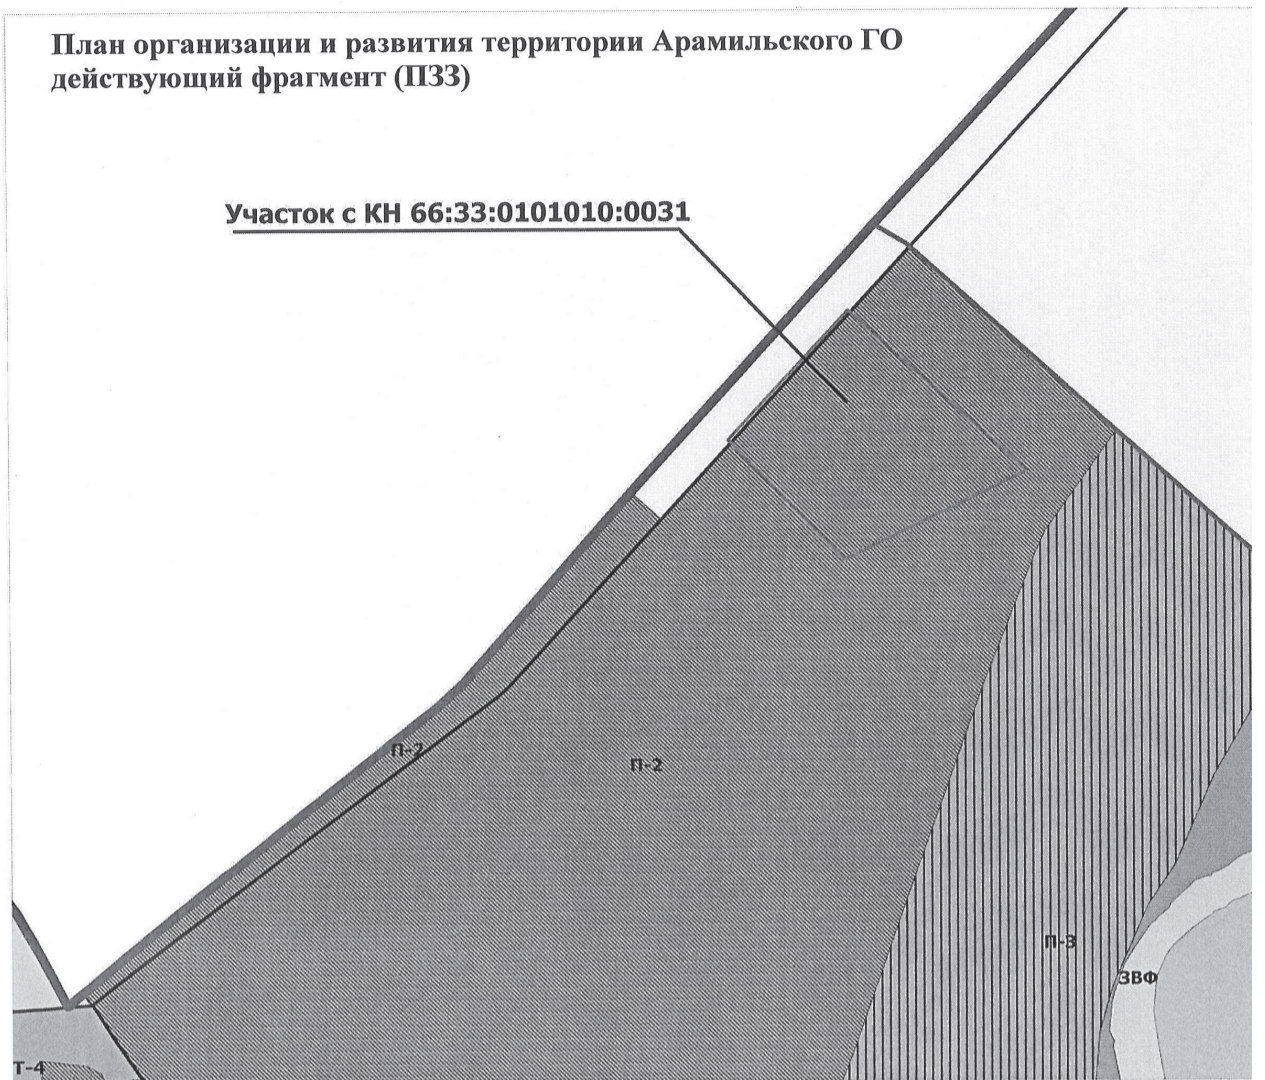 План организации и развития территории Арамильского ГО
действующий фрагмент (ПЗЗ)
Участок с КН 66:33:0101010:0031
П-2
П-2
П-3
ЗВФ
Т-4